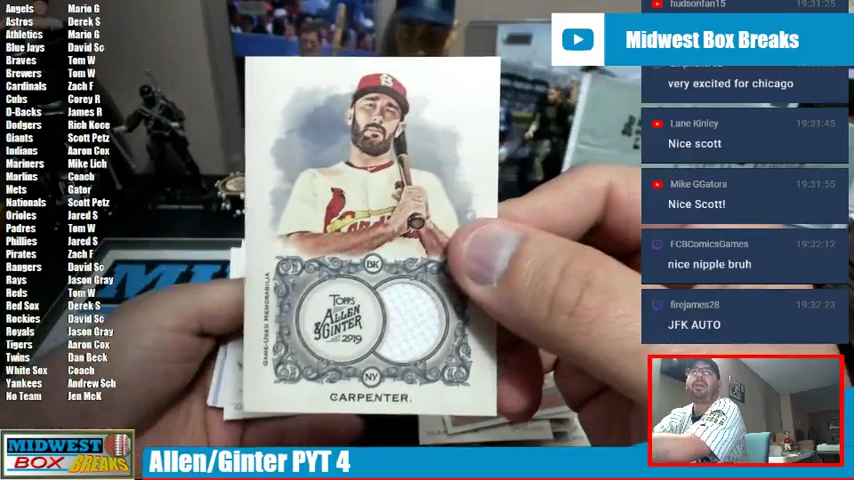 Angels Mario G
Astros Derek S
Athletics Mario G
Blue Jays David Sc
Braves Tom W
Brewers Tom W
Cardinals Zach F
Cubs Corey R
D-Backs James R
Dodgers Rich Koce
Giants Scott Petz
Indians Aaron Cox
Mariners Mike Lich
Marlins Coach
Mets Gator
Nationals Scott Petz
Orioles Jared S
Padres Tom W
Phillies Jared S
Pirates Zach F
Rangers David Sc
Rays Jason Gray
Reds Tom W
Red Sox Derek S
Rockies David Sc
Royals Jason Gray
Tigers Aaron Cox
Twins Dan Beck
White Sox Coach
Yankees Andrew Sch
No Team Jen McK
GAME-USED MEMORABILIA
BK
TOPPS
ALLEN
& GINTER
2019
NY
CARPENTER.
Midwest Box Breaks
hudsonfan15 19:31:25
very excited for chicago
Lane Kinley 19:31:45
Nice scott
Mike GGators 19:31:55
Nice Scott!
FCBComicsGames 19:32:12
nice nipple bruh
firejames28 19:32:23
JFK AUTO
MIDWEST
BOX BREAKS
Allen/Ginter PYT 4